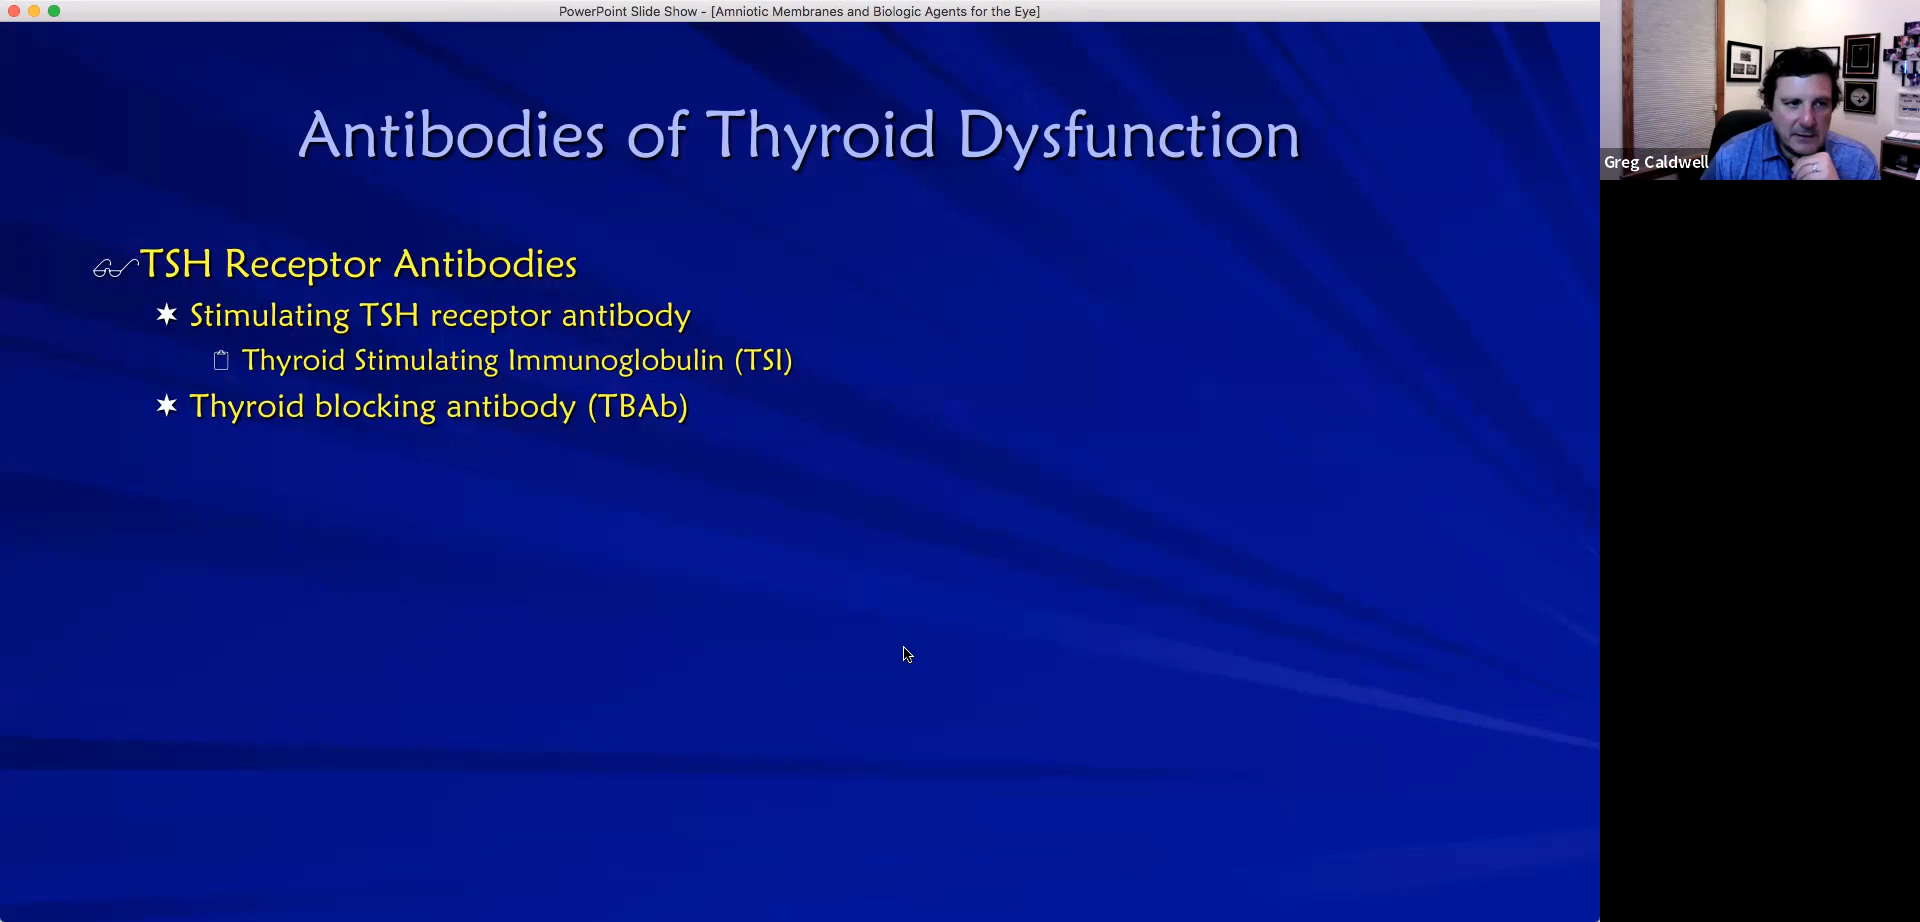 PowerPoint Slide Show - [Amniotic Membranes and Biologic Agents for the Eye]
Antibodies of Thyroid Dysfunction
TSH Receptor Antibodies
Stimulating TSH receptor antibody
Thyroid Stimulating Immunoglobulin (TSI)
Thyroid blocking antibody (TBAb)
Greg Caldwell